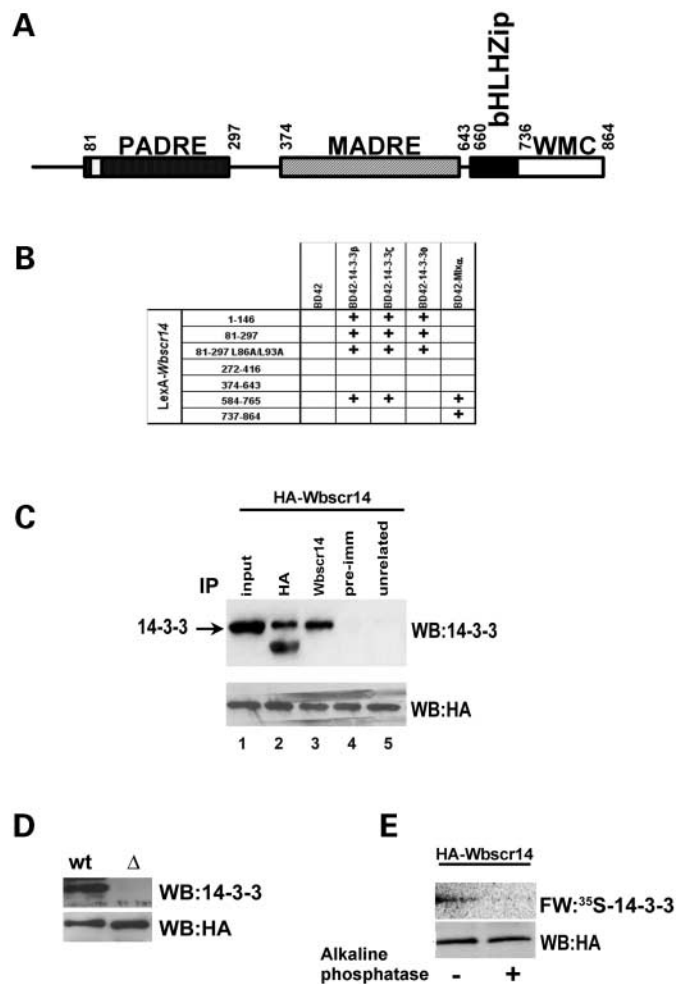 A
bHLHZip
81 PADRE 297 374 MADRE 643 660 736 WMC 864
B
BD42 BD42-14-3-3β BD42-14-3-3ζ BD42-14-3-3θ BD42-Mlxα
LexA-Wbscr14
1-146 + + +
81-297 + + +
81-297 L86A/L93A + + +
272-416
374-643
584-765 + + +
737-864 +
C
HA-Wbscr14
IP input HA Wbscr14 pre-imm unrelated
14-3-3 WB:14-3-3
WB:HA
1 2 3 4 5
D
wt Δ
WB:14-3-3
WB:HA
E
HA-Wbscr14
FW:³⁵S-14-3-3
WB:HA
Alkaline
phosphatase - +